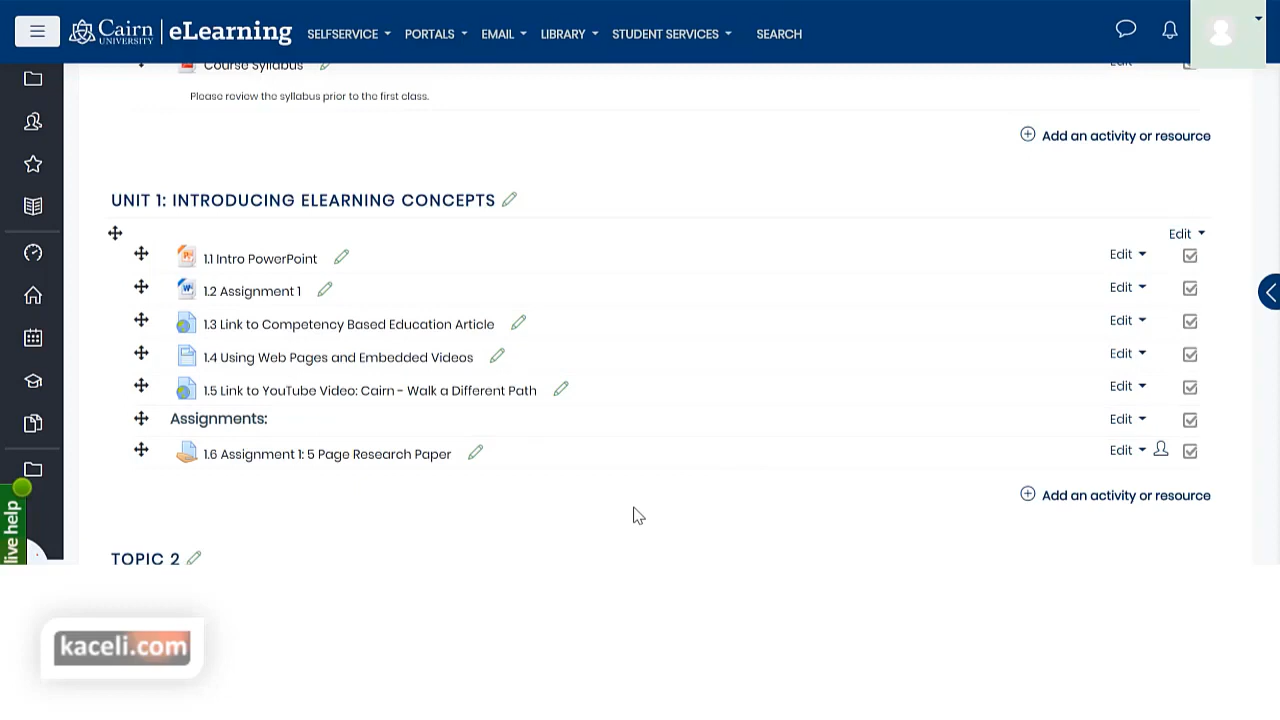 Cairn UNIVERSITY eLearning SELFSERVICE PORTALS EMAIL LIBRARY STUDENT SERVICES SEARCH
Course Syllabus Edit
Please review the syllabus prior to the first class.
Add an activity or resource
UNIT 1: INTRODUCING ELEARNING CONCEPTS
Edit
1.1 Intro PowerPoint Edit
1.2 Assignment 1 Edit
1.3 Link to Competency Based Education Article Edit
1.4 Using Web Pages and Embedded Videos Edit
1.5 Link to YouTube Video: Cairn - Walk a Different Path Edit
Assignments: Edit
1.6 Assignment 1: 5 Page Research Paper Edit
Add an activity or resource
TOPIC 2
live help
kaceli.com